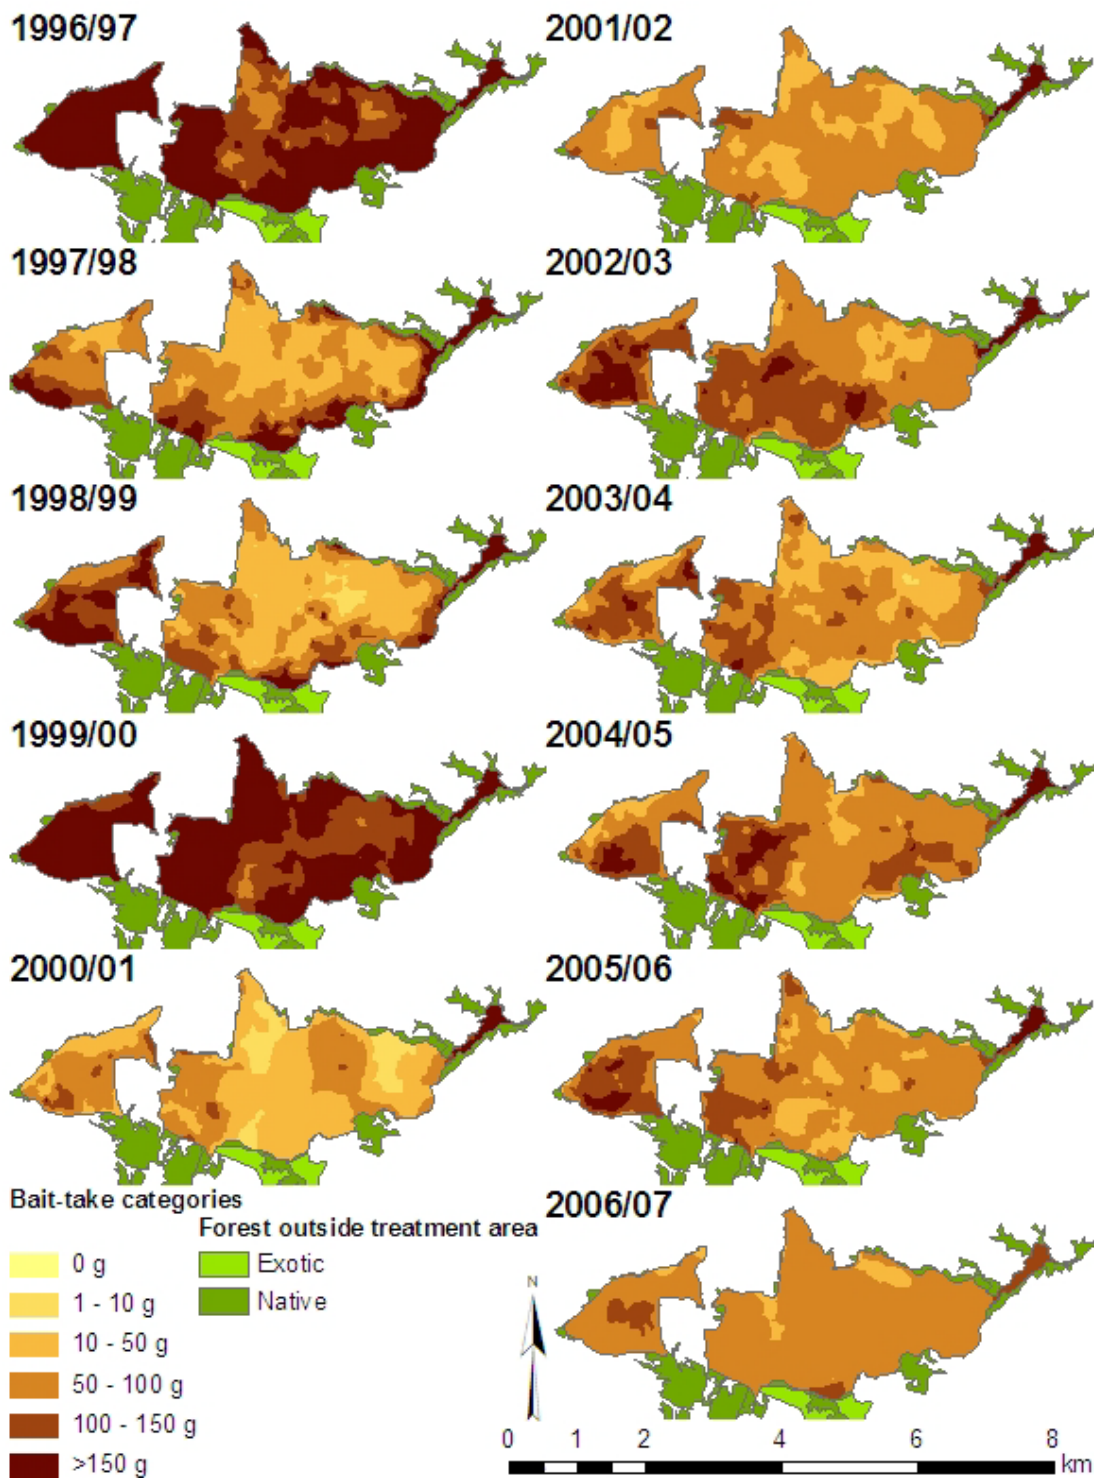 1996/97
2001/02
1997/98
2002/03
1998/99
2003/04
1999/00
2004/05
2000/01
2005/06
2006/07
Bait-take categories
0 g
1 - 10 g
10 - 50 g
50 - 100 g
100 - 150 g
>150 g
Forest outside treatment area
Exotic
Native
N
0 1 2 4 6 8
km